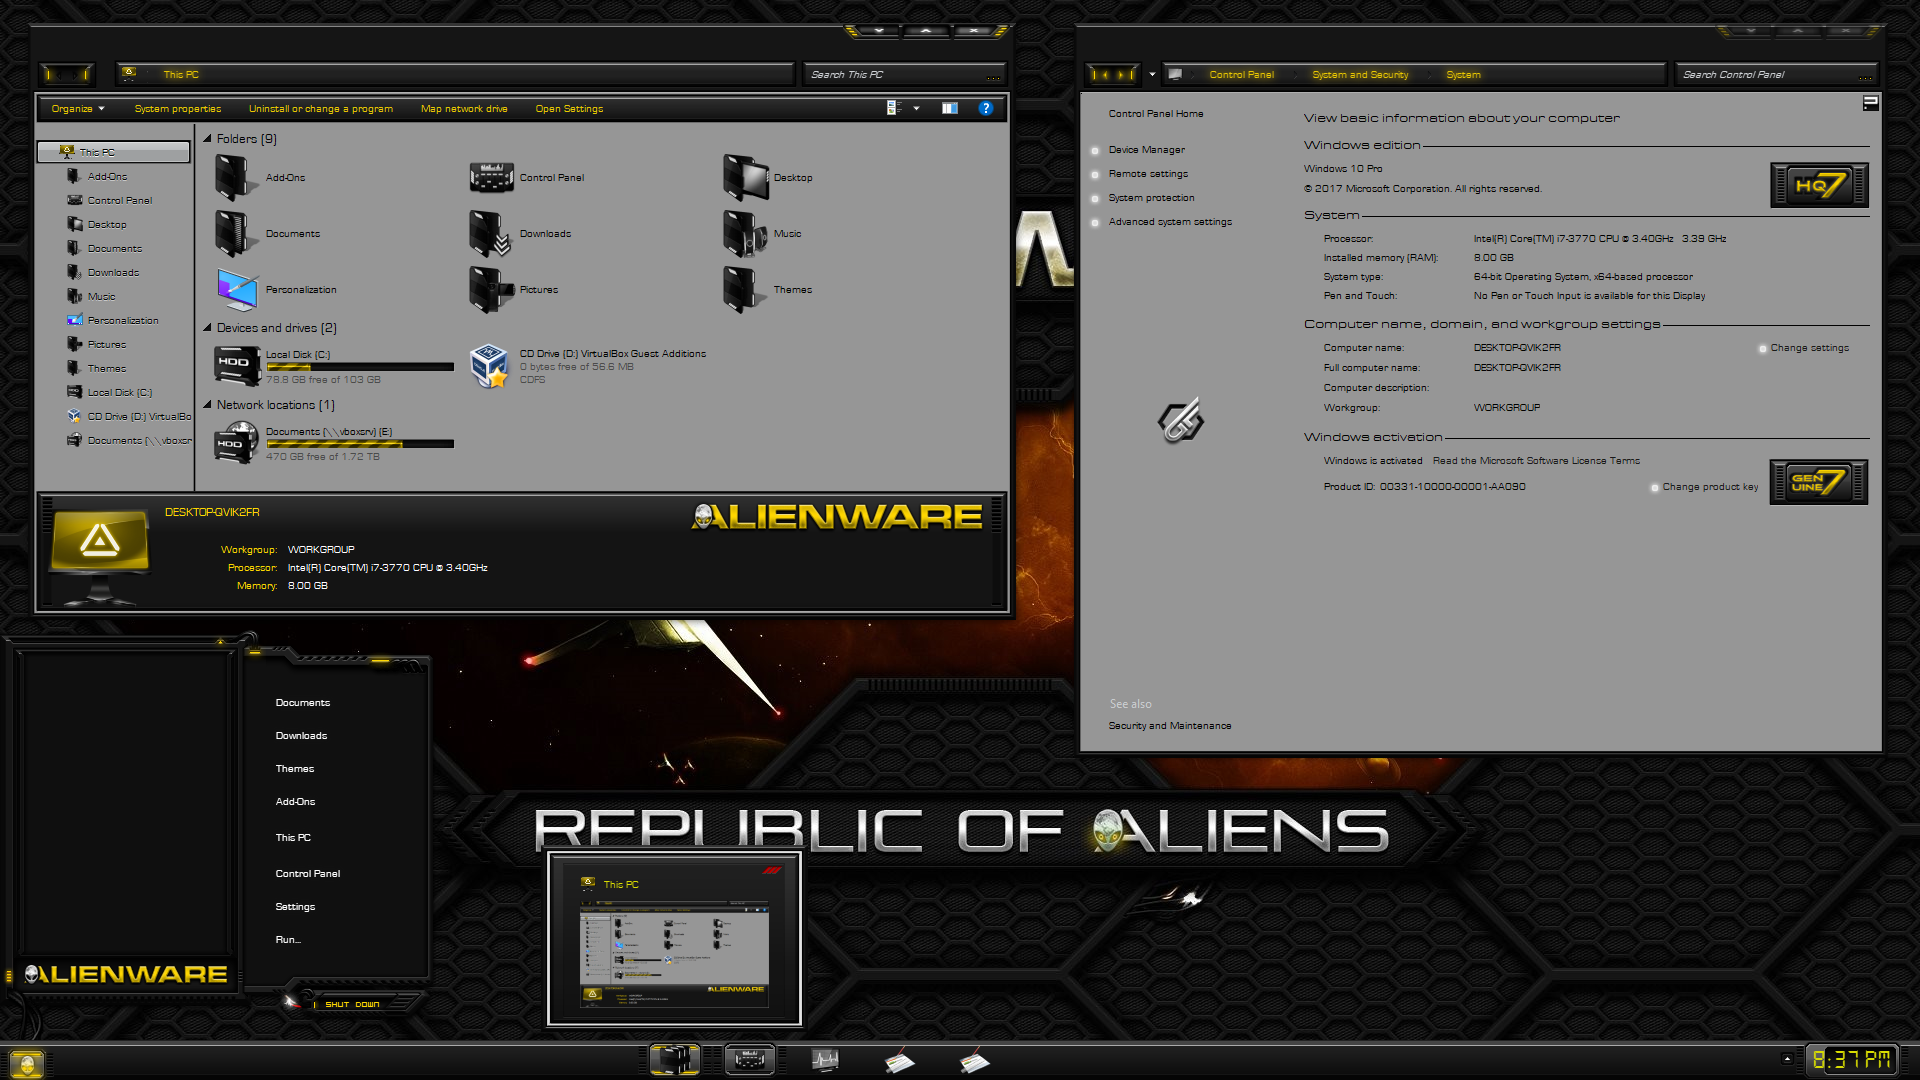 This PC
Search This PC
Organize
System properties
Uninstall or change a program
Map network drive
Open Settings
This PC
Add-Ons
Control Panel
Desktop
Documents
Downloads
Music
Personalization
Pictures
Themes
Local Disk (C:)
CD Drive (D:) VirtualBo
Documents (\\vboxsr
Folders (9)
Add-Ons
Control Panel
Desktop
Documents
Downloads
Music
Personalization
Pictures
Themes
Devices and drives (2)
HDD
Local Disk (C:)
78.8 GB free of 103 GB
CD Drive (D:) VirtualBox Guest Additions
0 bytes free of 56.6 MB
CDFS
Network locations (1)
HDD
Documents (\\vboxsrv) (E:)
470 GB free of 1.72 TB
DESKTOP-QVIK2FR
Workgroup: WORKGROUP
Processor: Intel(R) Core(TM) i7-3770 CPU @ 3.40GHz
Memory: 8.00 GB
ALIENWARE
Control Panel
System and Security
System
Search Control Panel
Control Panel Home
Device Manager
Remote settings
System protection
Advanced system settings
See also
Security and Maintenance
View basic information about your computer
Windows edition
Windows 10 Pro
© 2017 Microsoft Corporation. All rights reserved.
HQ7
System
Processor: Intel(R) Core(TM) i7-3770 CPU @ 3.40GHz 3.39 GHz
Installed memory (RAM): 8.00 GB
System type: 64-bit Operating System, x64-based processor
Pen and Touch: No Pen or Touch Input is available for this Display
Computer name, domain, and workgroup settings
Computer name: DESKTOP-QVIK2FR
Change settings
Full computer name: DESKTOP-QVIK2FR
Computer description:
Workgroup: WORKGROUP
Windows activation
Windows is activated Read the Microsoft Software License Terms
Product ID: 00331-10000-00001-AA090
Change product key
GENUINE 7
Documents
Downloads
Themes
Add-Ons
This PC
Control Panel
Settings
Run...
ALIENWARE
SHUT DOWN
REPUBLIC OF ALIENS
This PC
ALIENWARE
8:37 PM